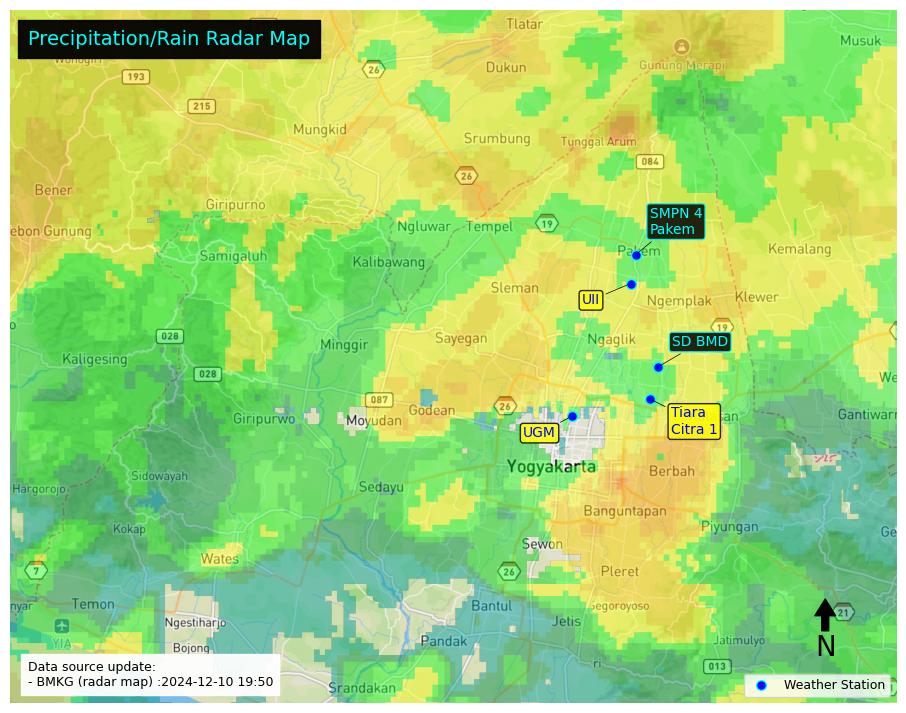 Precipitation/Rain Radar Map
Tlatar
Musuk
26
Dukun
Gunung Merapi
193
215
Mungkid
Srumbung
Tunggal Arum
084
26
Bener
Giripurno
SMPN 4
Pakem
Ngluwar
Tempel
19
ebon Gunung
Pakem
Kemalang
Samigaluh
Kalibawang
Sleman
UII
Ngemplak
Klewer
19
028
Minggir
Sayegan
Ngaglik
SD BMD
Kaligesing
028
087
Godean
26
Tiara
Citra 1
an
Gantiwarn
Giripurwo
Moyudan
UGM
Yogyakarta
Berbah
Sidowayah
Sedayu
Hargorojo
Banguntapan
Piyungan
Kokap
Wates
Sewon
7
26
Pleret
Temon
Bantul
Segoroyoso
21
Ngestiharjo
Jetis
YIA
Pandak
Jatimulyo
Bojong
N
ri
013
Data source update:
- BMKG (radar map) :2024-12-10 19:50
Srandakan
Weather Station